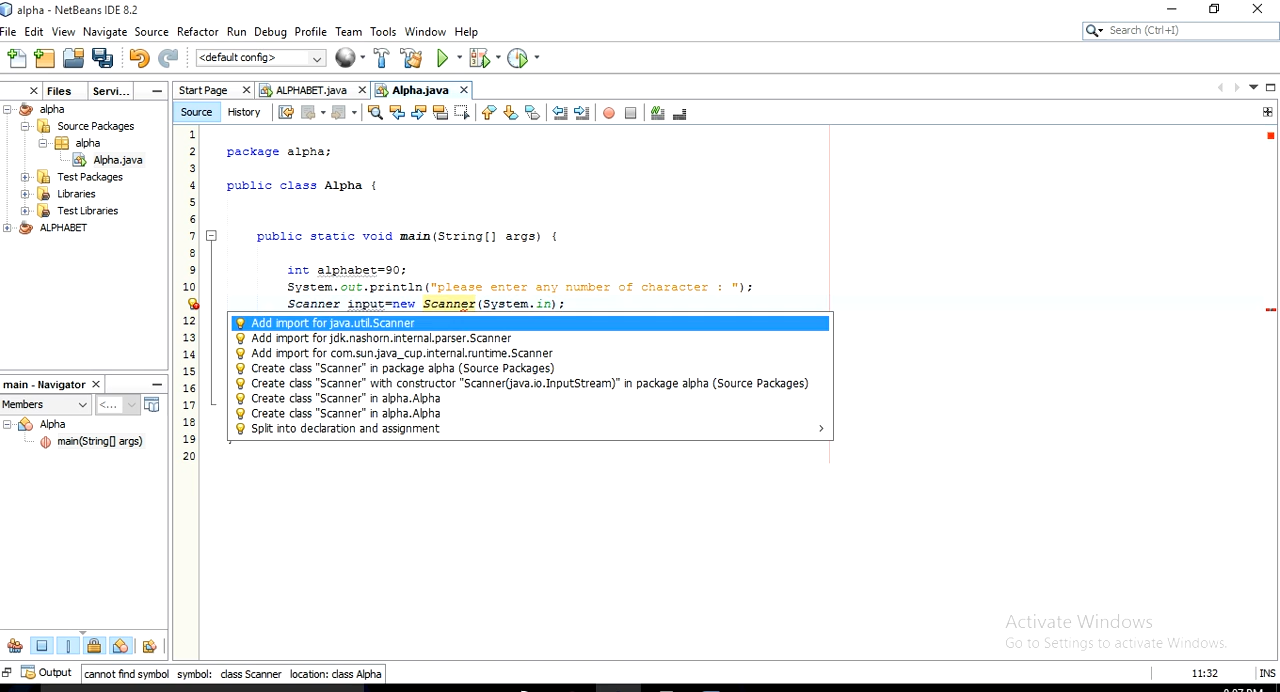 alpha - NetBeans IDE 8.2
File Edit View Navigate Source Refactor Run Debug Profile Team Tools Window Help
Search (Ctrl+I)
<default config>
Files Servi...
Start Page ALPHABET.java Alpha.java
Source History
alpha
Source Packages
alpha
Alpha.java
Test Packages
Libraries
Test Libraries
ALPHABET
1
2 package alpha;
3
4 public class Alpha {
5
6
7 public static void main(String[] args) {
8
9 int alphabet=90;
10 System.out.println("please enter any number of character : ");
Scanner input=new Scanner(System.in);
12
13
14
15
16
17
18
19
20
Add import for java.util.Scanner
Add import for jdk.nashorn.internal.parser.Scanner
Add import for com.sun.java_cup.internal.runtime.Scanner
Create class "Scanner" in package alpha (Source Packages)
Create class "Scanner" with constructor "Scanner(java.io.InputStream)" in package alpha (Source Packages)
Create class "Scanner" in alpha.Alpha
Create class "Scanner" in alpha.Alpha
Split into declaration and assignment
main - Navigator
Members <...
Alpha
main(String[] args)
Activate Windows
Go to Settings to activate Windows.
Output
cannot find symbol symbol: class Scanner location: class Alpha
11:32 INS